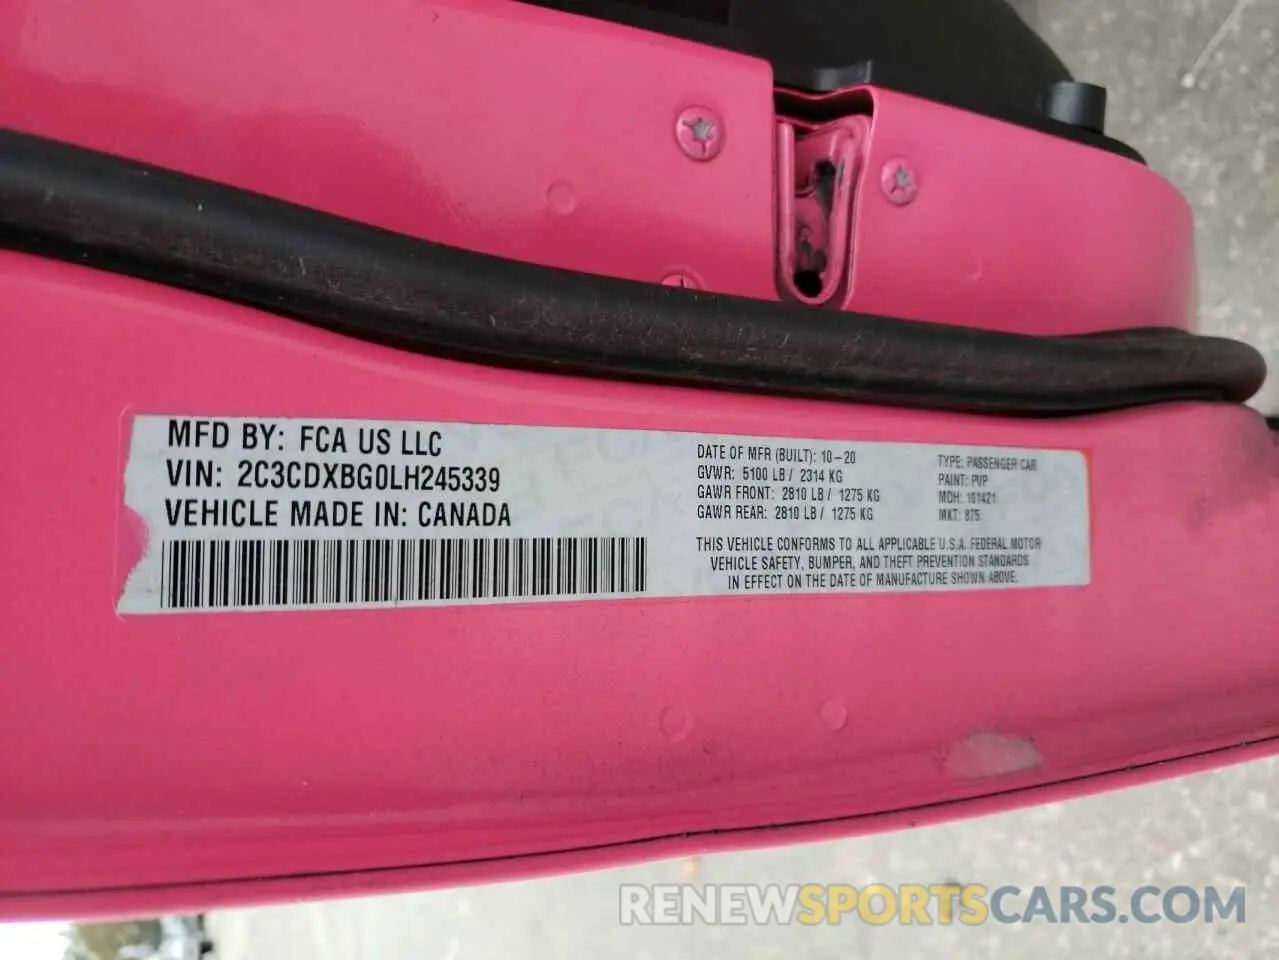 MFD BY: FCA US LLC
VIN: 2C3CDXBG0LH245339
VEHICLE MADE IN: CANADA
DATE OF MFR (BUILT): 10-20
GVWR: 5100 LB / 2314 KG
GAWR FRONT: 2810 LB / 1275 KG
GAWR REAR: 2810 LB / 1275 KG
TYPE: PASSENGER CAR
PAINT: PVP
MDH: 161421
MKT: 875
THIS VEHICLE CONFORMS TO ALL APPLICABLE U.S.A. FEDERAL MOTOR
VEHICLE SAFETY, BUMPER, AND THEFT PREVENTION STANDARDS
IN EFFECT ON THE DATE OF MANUFACTURE SHOWN ABOVE.
RENEWSPORTSCARS.COM